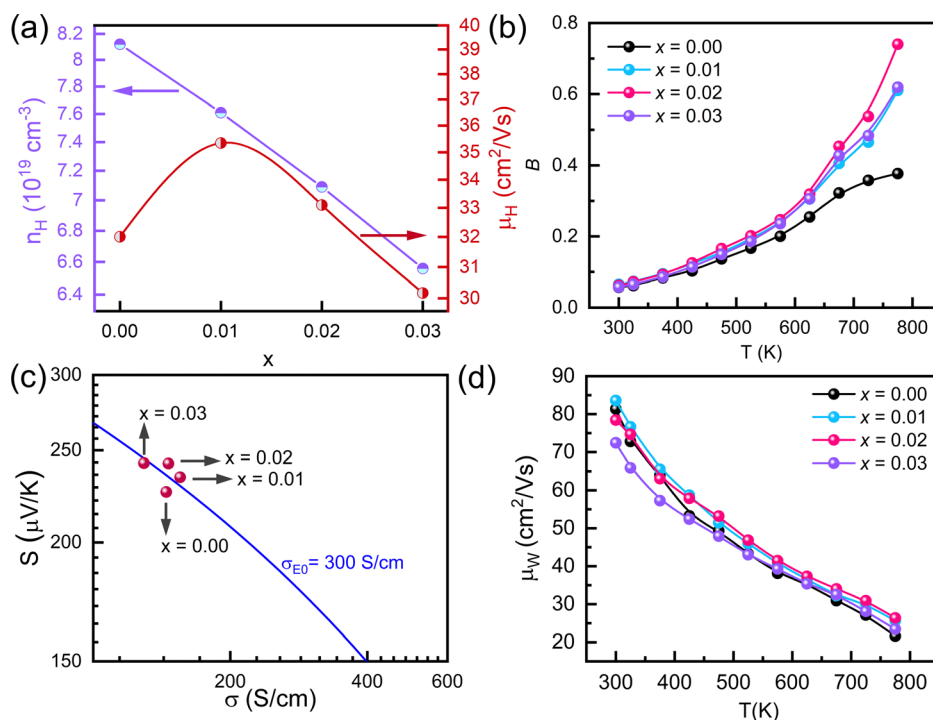 (a)
8.2
8
7.8
7.6
7.4
7.2
7
6.8
6.6
6.4
n_H (10^19 cm^-3)
40
39
38
36
35
34
33
32
31
30
μ_H (cm²/Vs)
0.00 0.01 0.02 0.03
x
(b)
0.8
0.6
0.4
0.2
0.0
B
x = 0.00
x = 0.01
x = 0.02
x = 0.03
300 400 500 600 700 800
T (K)
(c)
300
250
200
150
S (μV/K)
x = 0.03
x = 0.02
x = 0.01
x = 0.00
σ_E0= 300 S/cm
200 400 600
σ (S/cm)
(d)
90
80
70
60
50
40
30
20
μ_W (cm²/Vs)
x = 0.00
x = 0.01
x = 0.02
x = 0.03
300 400 500 600 700 800
T(K)